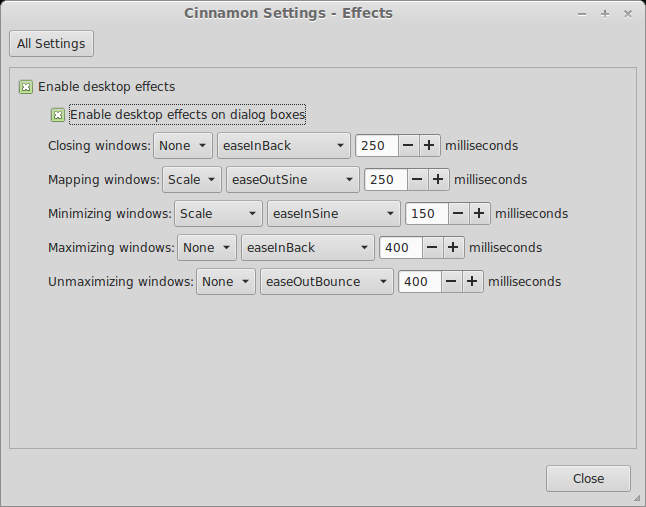 Cinnamon Settings - Effects
All Settings
Enable desktop effects
Enable desktop effects on dialog boxes
Closing windows: None easeInBack 250 milliseconds
Mapping windows: Scale easeOutSine 250 milliseconds
Minimizing windows: Scale easeInSine 150 milliseconds
Maximizing windows: None easeInBack 400 milliseconds
Unmaximizing windows: None easeOutBounce 400 milliseconds
Close